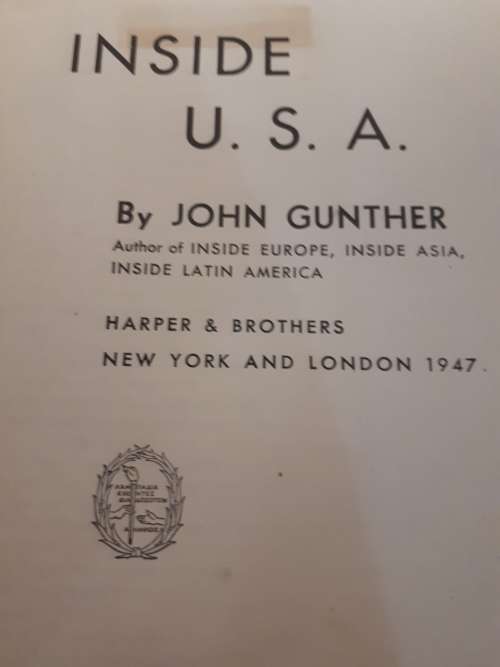 INSIDE
U. S. A.
By JOHN GUNTHER
Author of INSIDE EUROPE, INSIDE ASIA,
INSIDE LATIN AMERICA
HARPER & BROTHERS
NEW YORK AND LONDON 1947